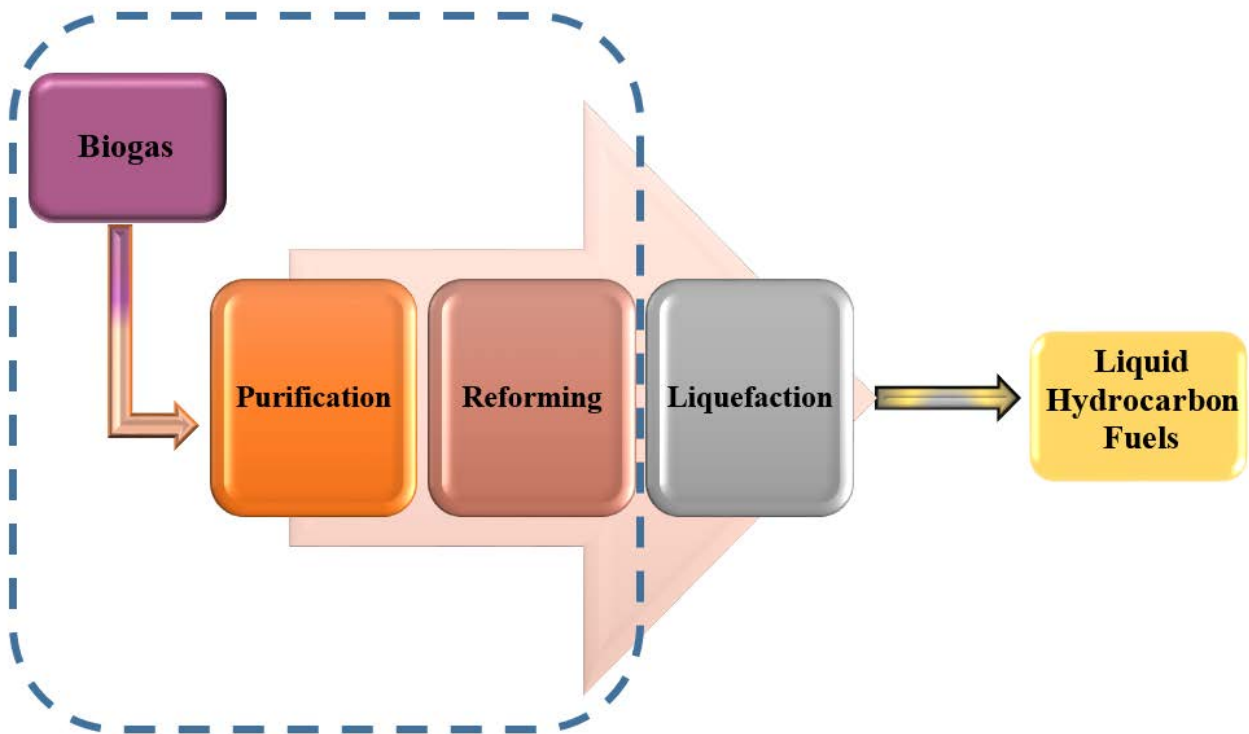 Biogas
Purification
Reforming
Liquefaction
Liquid
Hydrocarbon
Fuels